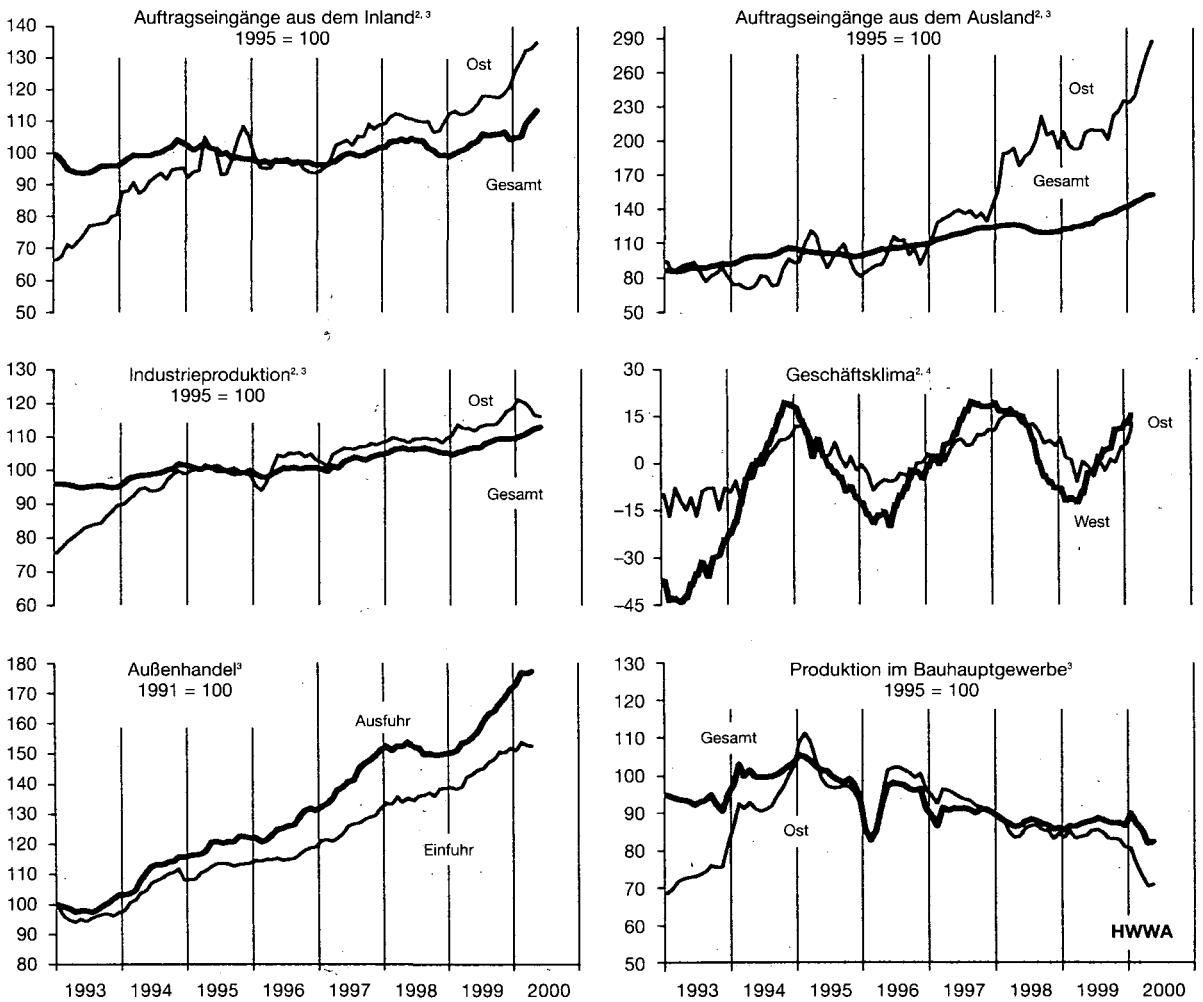 Auftragseingänge aus dem Inland²,³
1995 = 100
140
130
120
110
100
90
80
70
60
50
Ost
Gesamt
Auftragseingänge aus dem Ausland²,³
1995 = 100
290
260
230
200
170
140
110
80
50
Ost
Gesamt
Industrieproduktion²,³
1995 = 100
130
120
110
100
90
80
70
60
Ost
Gesamt
Geschäftsklima²,⁴
30
15
0
–15
–30
–45
Ost
West
Außenhandel³
1991 = 100
180
170
160
150
140
130
120
110
100
90
80
Ausfuhr
Einfuhr
1993 1994 1995 1996 1997 1998 1999 2000
Produktion im Bauhauptgewerbe³
1995 = 100
130
120
110
100
90
80
70
60
50
Gesamt
Ost
HWWA
1993 1994 1995 1996 1997 1998 1999 2000